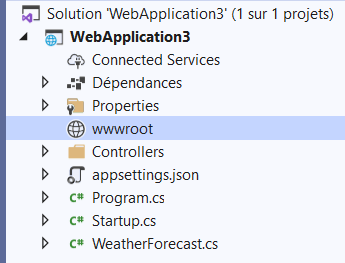 Solution 'WebApplication3' (1 sur 1 projets)
WebApplication3
Connected Services
Dépendances
Properties
wwwroot
Controllers
appsettings.json
C# Program.cs
C# Startup.cs
C# WeatherForecast.cs